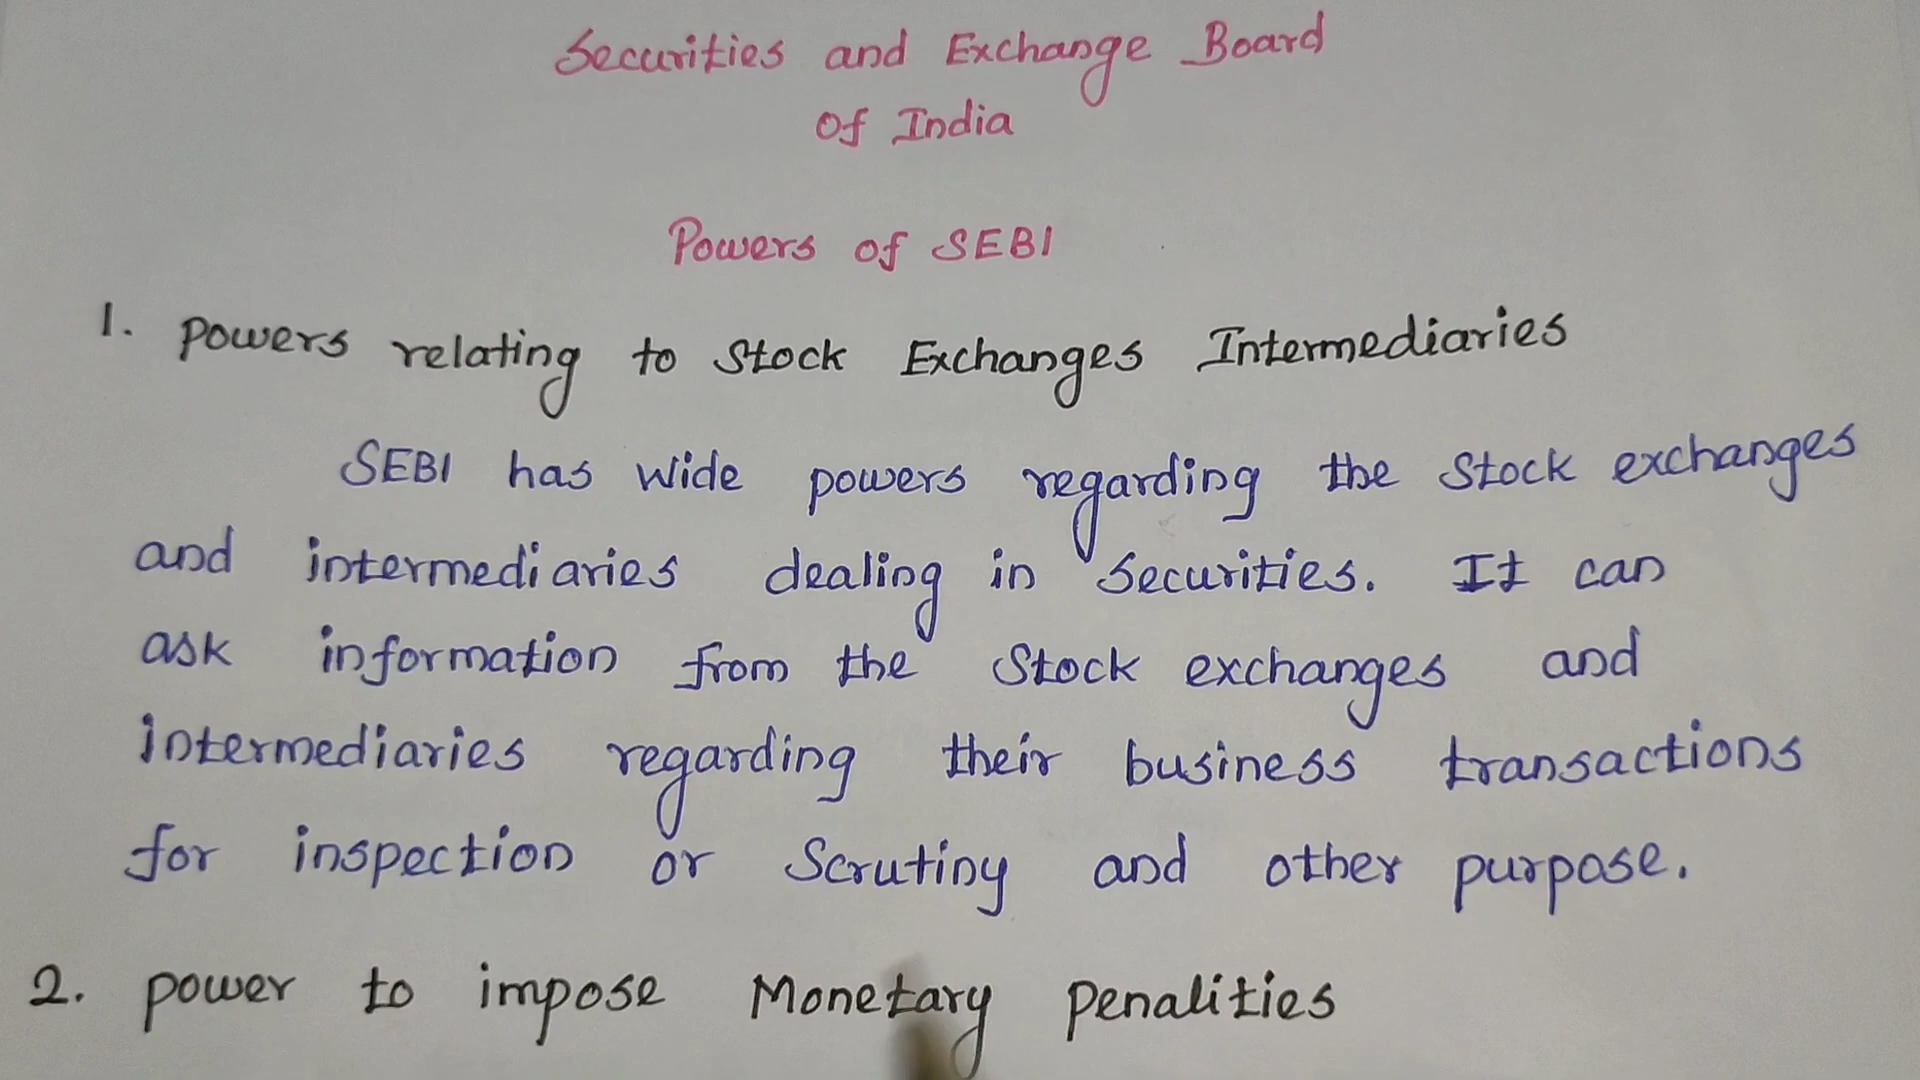 Securities and Exchange Board
of India
Powers of SEBI
1. Powers relating to Stock Exchanges Intermediaries
SEBI has wide powers regarding the Stock exchanges
and intermediaries dealing in Securities. It can
ask information from the Stock exchanges and
intermediaries regarding their business transactions
for inspection or Scrutiny and other purpose.
2. power to impose Monetary Penalities